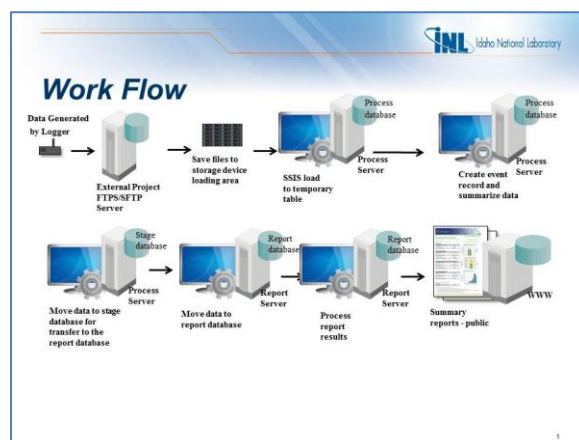 INL Idaho National Laboratory
Work Flow
Data Generated
by Logger
External Project
FTPS/SFTP
Server
Save files to
storage device
loading area
Process
database
Process
Server
SSIS load
to temporary
table
Process
database
Process
Server
Create event
record and
summarize data
Stage
database
Process Server
Move data to stage
database for
transfer to the
report database
Report
database
Report
Server
Move data to
report database
Report
database
Report
Server
Process
report
results
WWW
Summary
reports - public
1